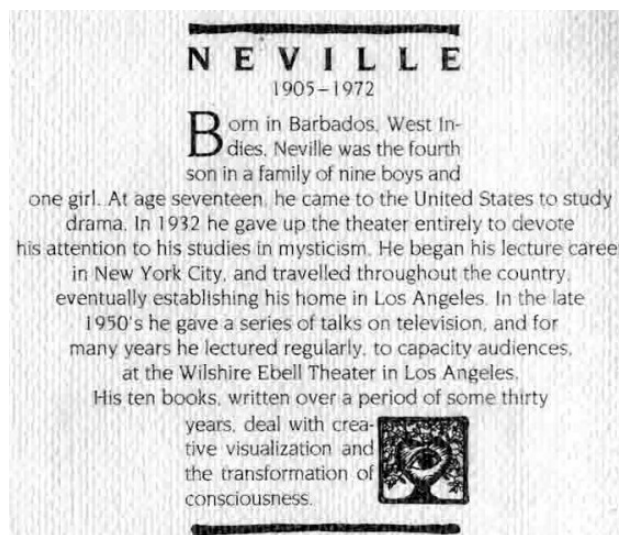 NEVILLE
1905–1972
Born in Barbados, West In-
dies, Neville was the fourth
son in a family of nine boys and
one girl. At age seventeen, he came to the United States to study
drama. In 1932 he gave up the theater entirely to devote
his attention to his studies in mysticism. He began his lecture caree
in New York City, and travelled throughout the country,
eventually establishing his home in Los Angeles. In the late
1950's he gave a series of talks on television, and for
many years he lectured regularly, to capacity audiences,
at the Wilshire Ebell Theater in Los Angeles.
His ten books, written over a period of some thirty
years, deal with crea-
tive visualization and
the transformation of
consciousness.